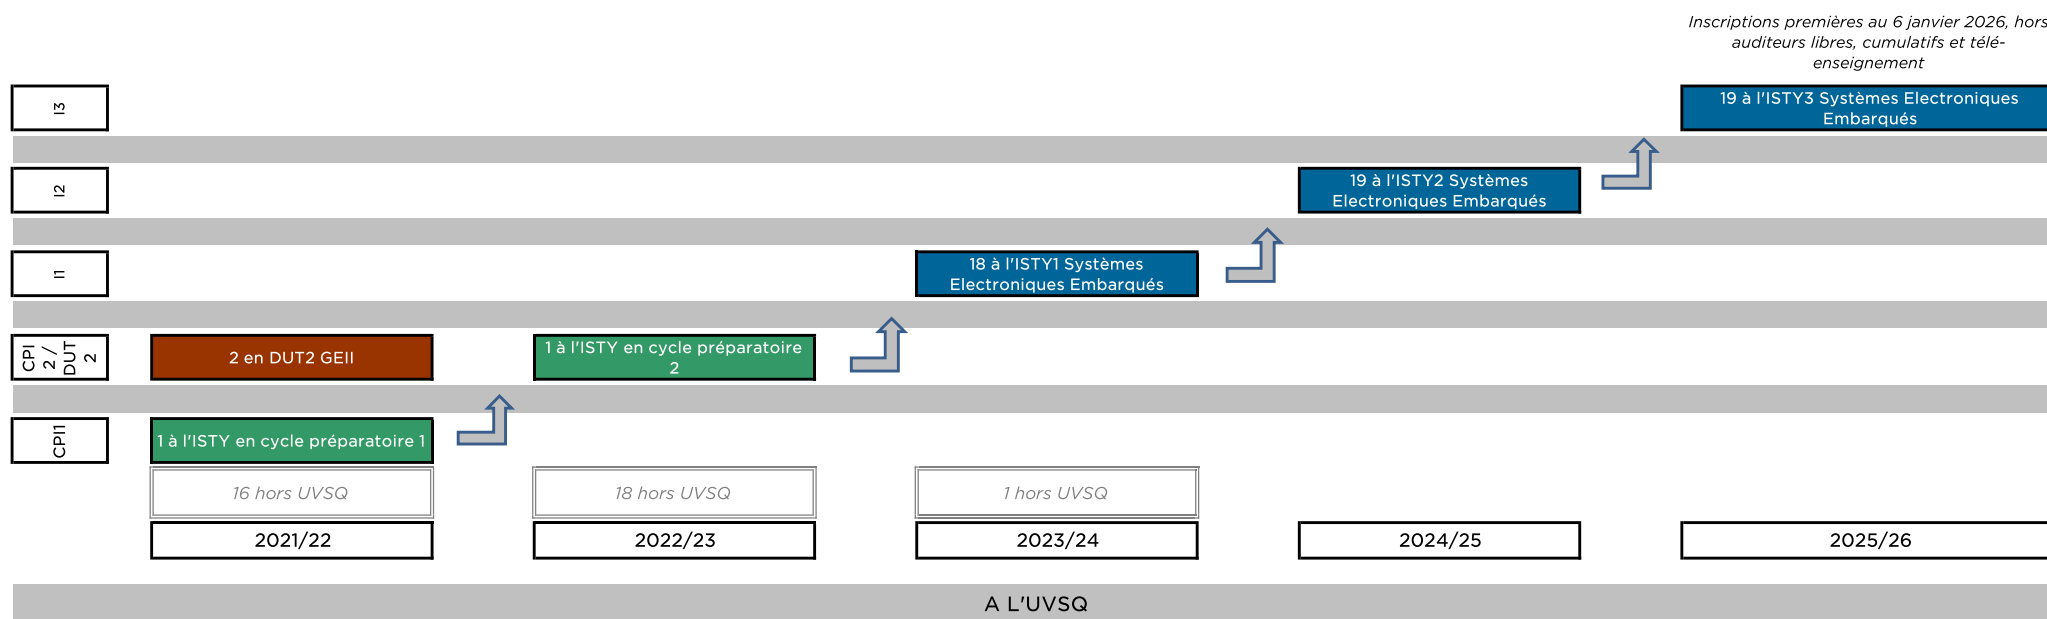 Inscriptions premières au 6 janvier 2026, hors
auditeurs libres, cumulatifs et télé-
enseignement
I3
19 à l'ISTY3 Systèmes Electroniques
Embarqués
I2
19 à l'ISTY2 Systèmes
Electroniques Embarqués
I1
18 à l'ISTY1 Systèmes
Electroniques Embarqués
CPI
2 /
DUT
2
2 en DUT2 GEII
1 à l'ISTY en cycle préparatoire
2
CPI1
1 à l'ISTY en cycle préparatoire 1
16 hors UVSQ
18 hors UVSQ
1 hors UVSQ
2021/22
2022/23
2023/24
2024/25
2025/26
A L'UVSQ